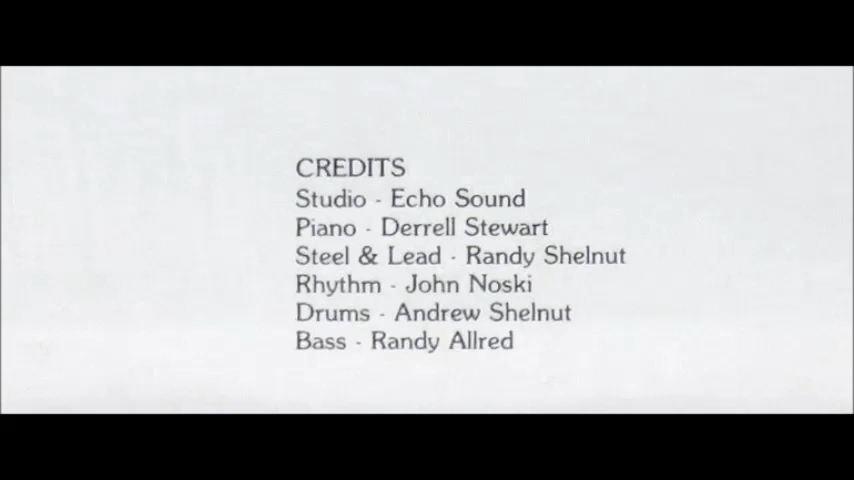 CREDITS
Studio - Echo Sound
Piano - Derrell Stewart
Steel & Lead - Randy Shelnut
Rhythm - John Noski
Drums - Andrew Shelnut
Bass - Randy Allred